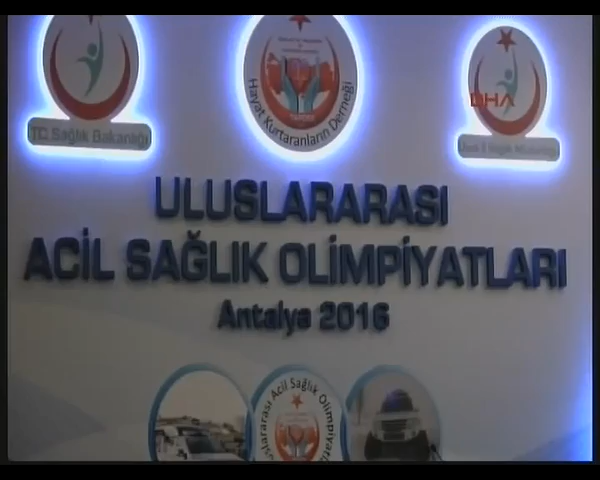 T.C. Sağlık Bakanlığı
Hayat Kurtaranların Derneği
DHA
ULUSLARARASI
ACİL SAĞLIK OLİMPİYATLARI
Antalya 2016
Uluslararası Acil Sağlık Olimpiyatları